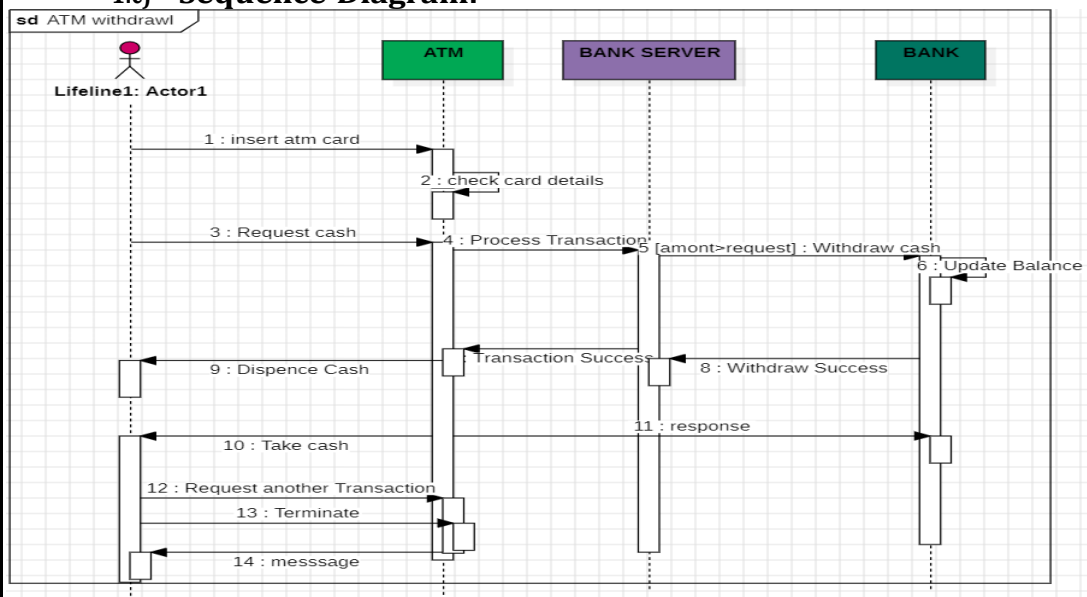 Sequence Diagram:
sd ATM withdrawl
ATM
BANK SERVER
BANK
Lifeline1: Actor1
1 : insert atm card
2 : check card details
3 : Request cash
4 : Process Transaction
5 [amont>request] : Withdraw cash
6 : Update Balance
: Transaction Success
8 : Withdraw Success
9 : Dispence Cash
11 : response
10 : Take cash
12 : Request another Transaction
13 : Terminate
14 : messsage